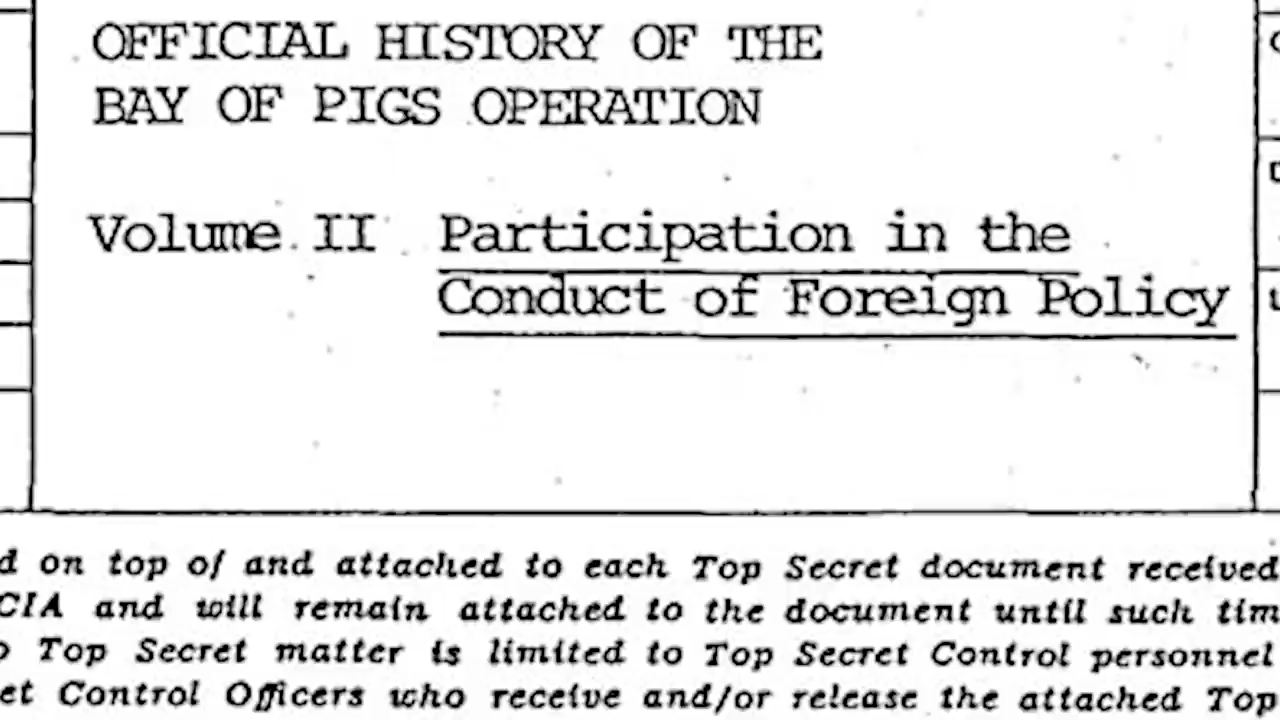 OFFICIAL HISTORY OF THE
BAY OF PIGS OPERATION
Volume II Participation in the
Conduct of Foreign Policy
on top of and attached to each Top Secret document received
CIA and will remain attached to the document until such
Top Secret matter is limited to Top Secret Control personnel
Control Officers who receive and/or release the attached Top